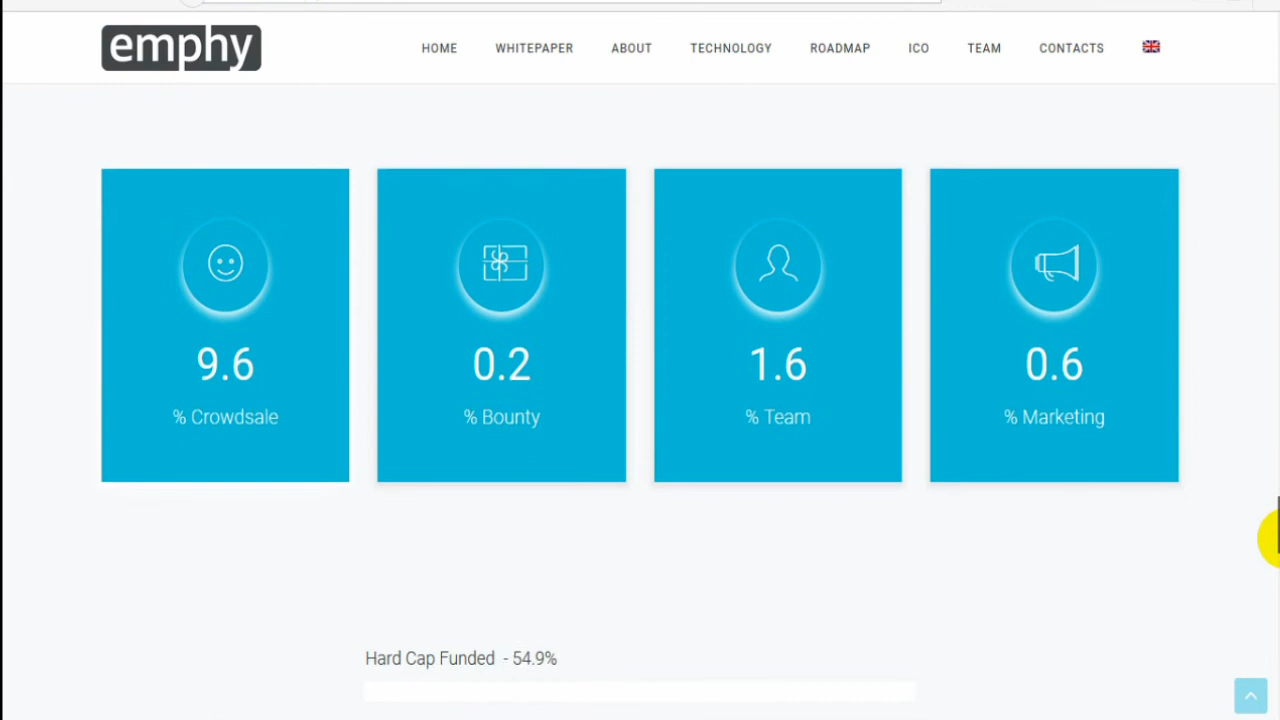 emphy
HOME WHITEPAPER ABOUT TECHNOLOGY ROADMAP ICO TEAM CONTACTS
9.6
% Crowdsale
0.2
% Bounty
1.6
% Team
0.6
% Marketing
Hard Cap Funded - 54.9%